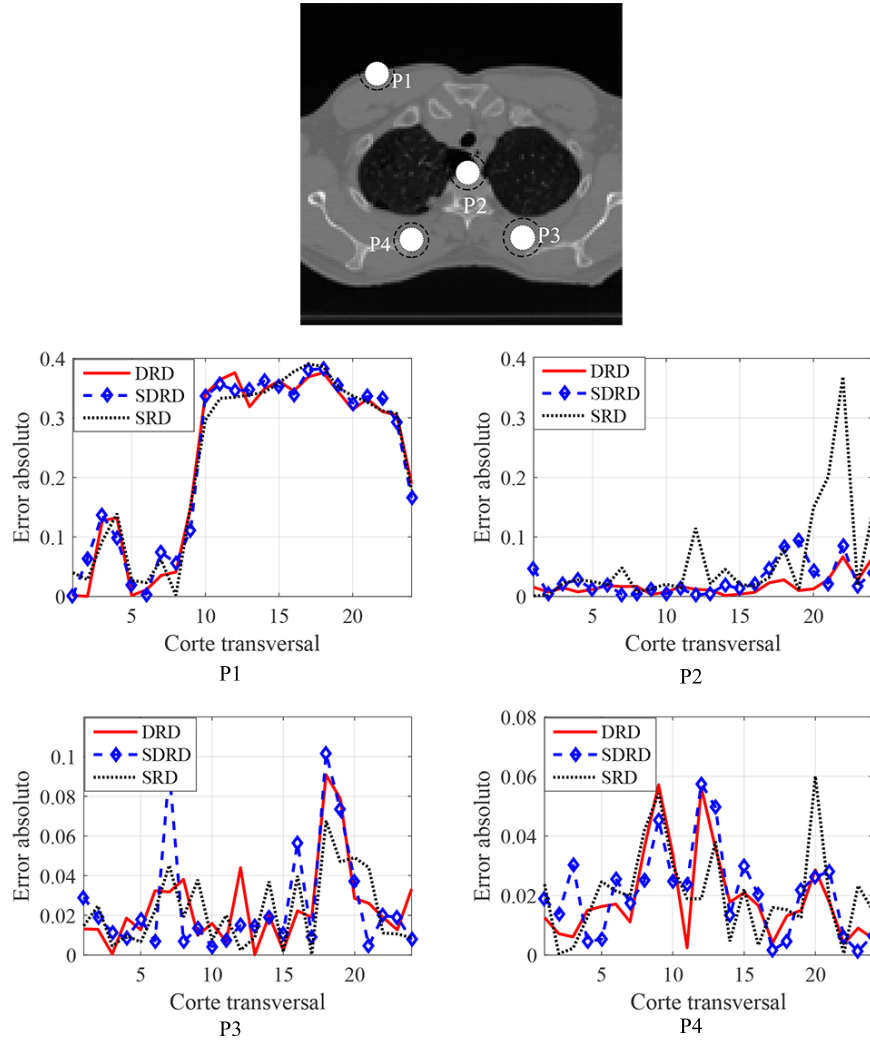 P1
P2
P4
P3
0.4
0.3
0.2
0.1
0
Error absoluto
DRD
SDRD
SRD
5
10
15
20
Corte transversal
P1
0.4
0.3
0.2
0.1
0
Error absoluto
DRD
SDRD
SRD
5
10
15
20
Corte transversal
P2
0.1
0.08
0.06
0.04
0.02
0
Error absoluto
DRD
SDRD
SRD
5
10
15
20
Corte transversal
P3
0.08
0.06
0.04
0.02
0
Error absoluto
DRD
SDRD
SRD
5
10
15
20
Corte transversal
P4